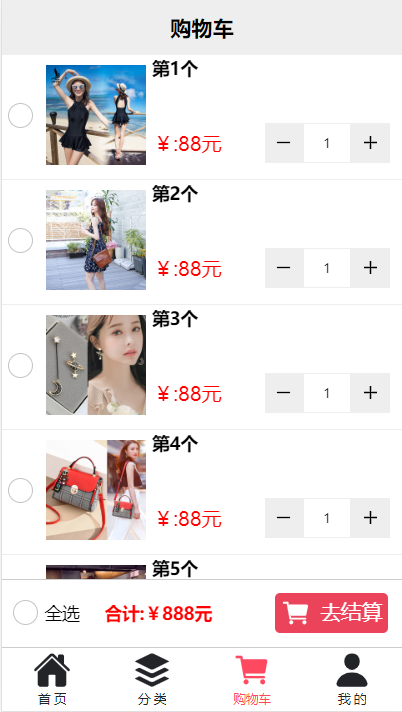 购物车
第1个
￥:88元
1
第2个
￥:88元
1
第3个
￥:88元
1
第4个
￥:88元
1
第5个
全选 合计:￥888元 去结算
首页 分类 购物车 我的